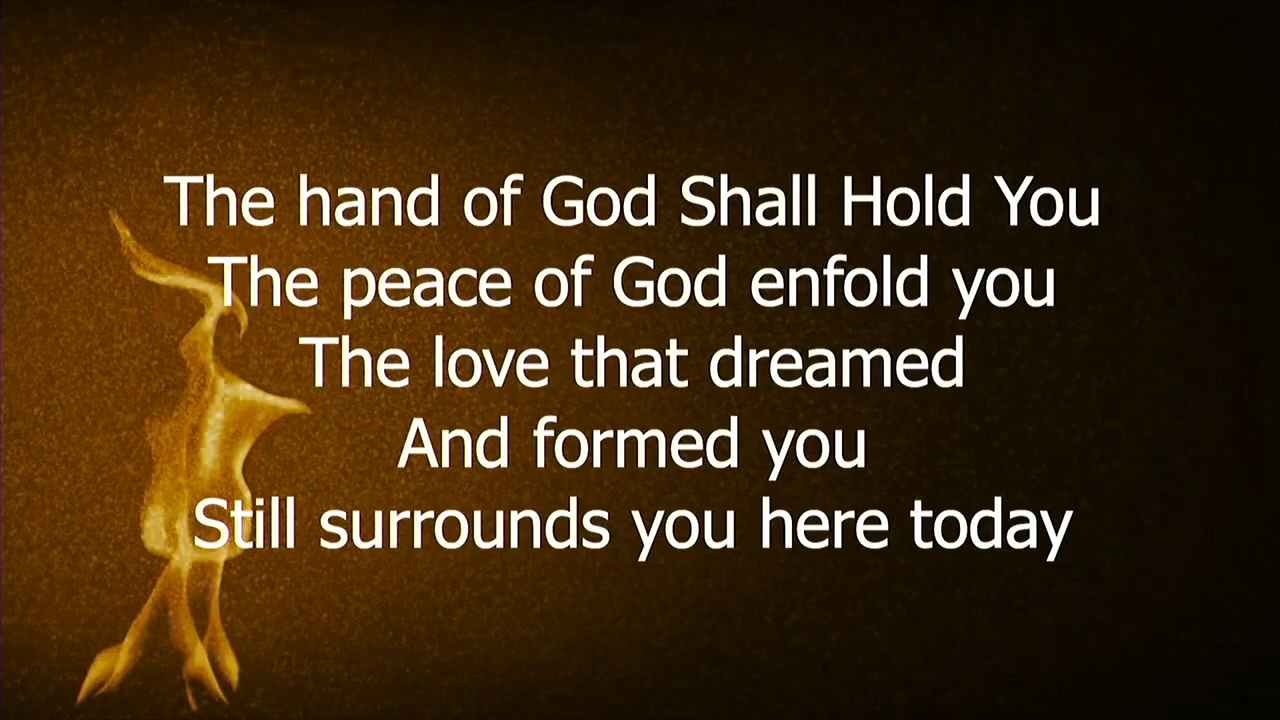 The hand of God Shall Hold You
The peace of God enfold you
The love that dreamed
And formed you
Still surrounds you here today